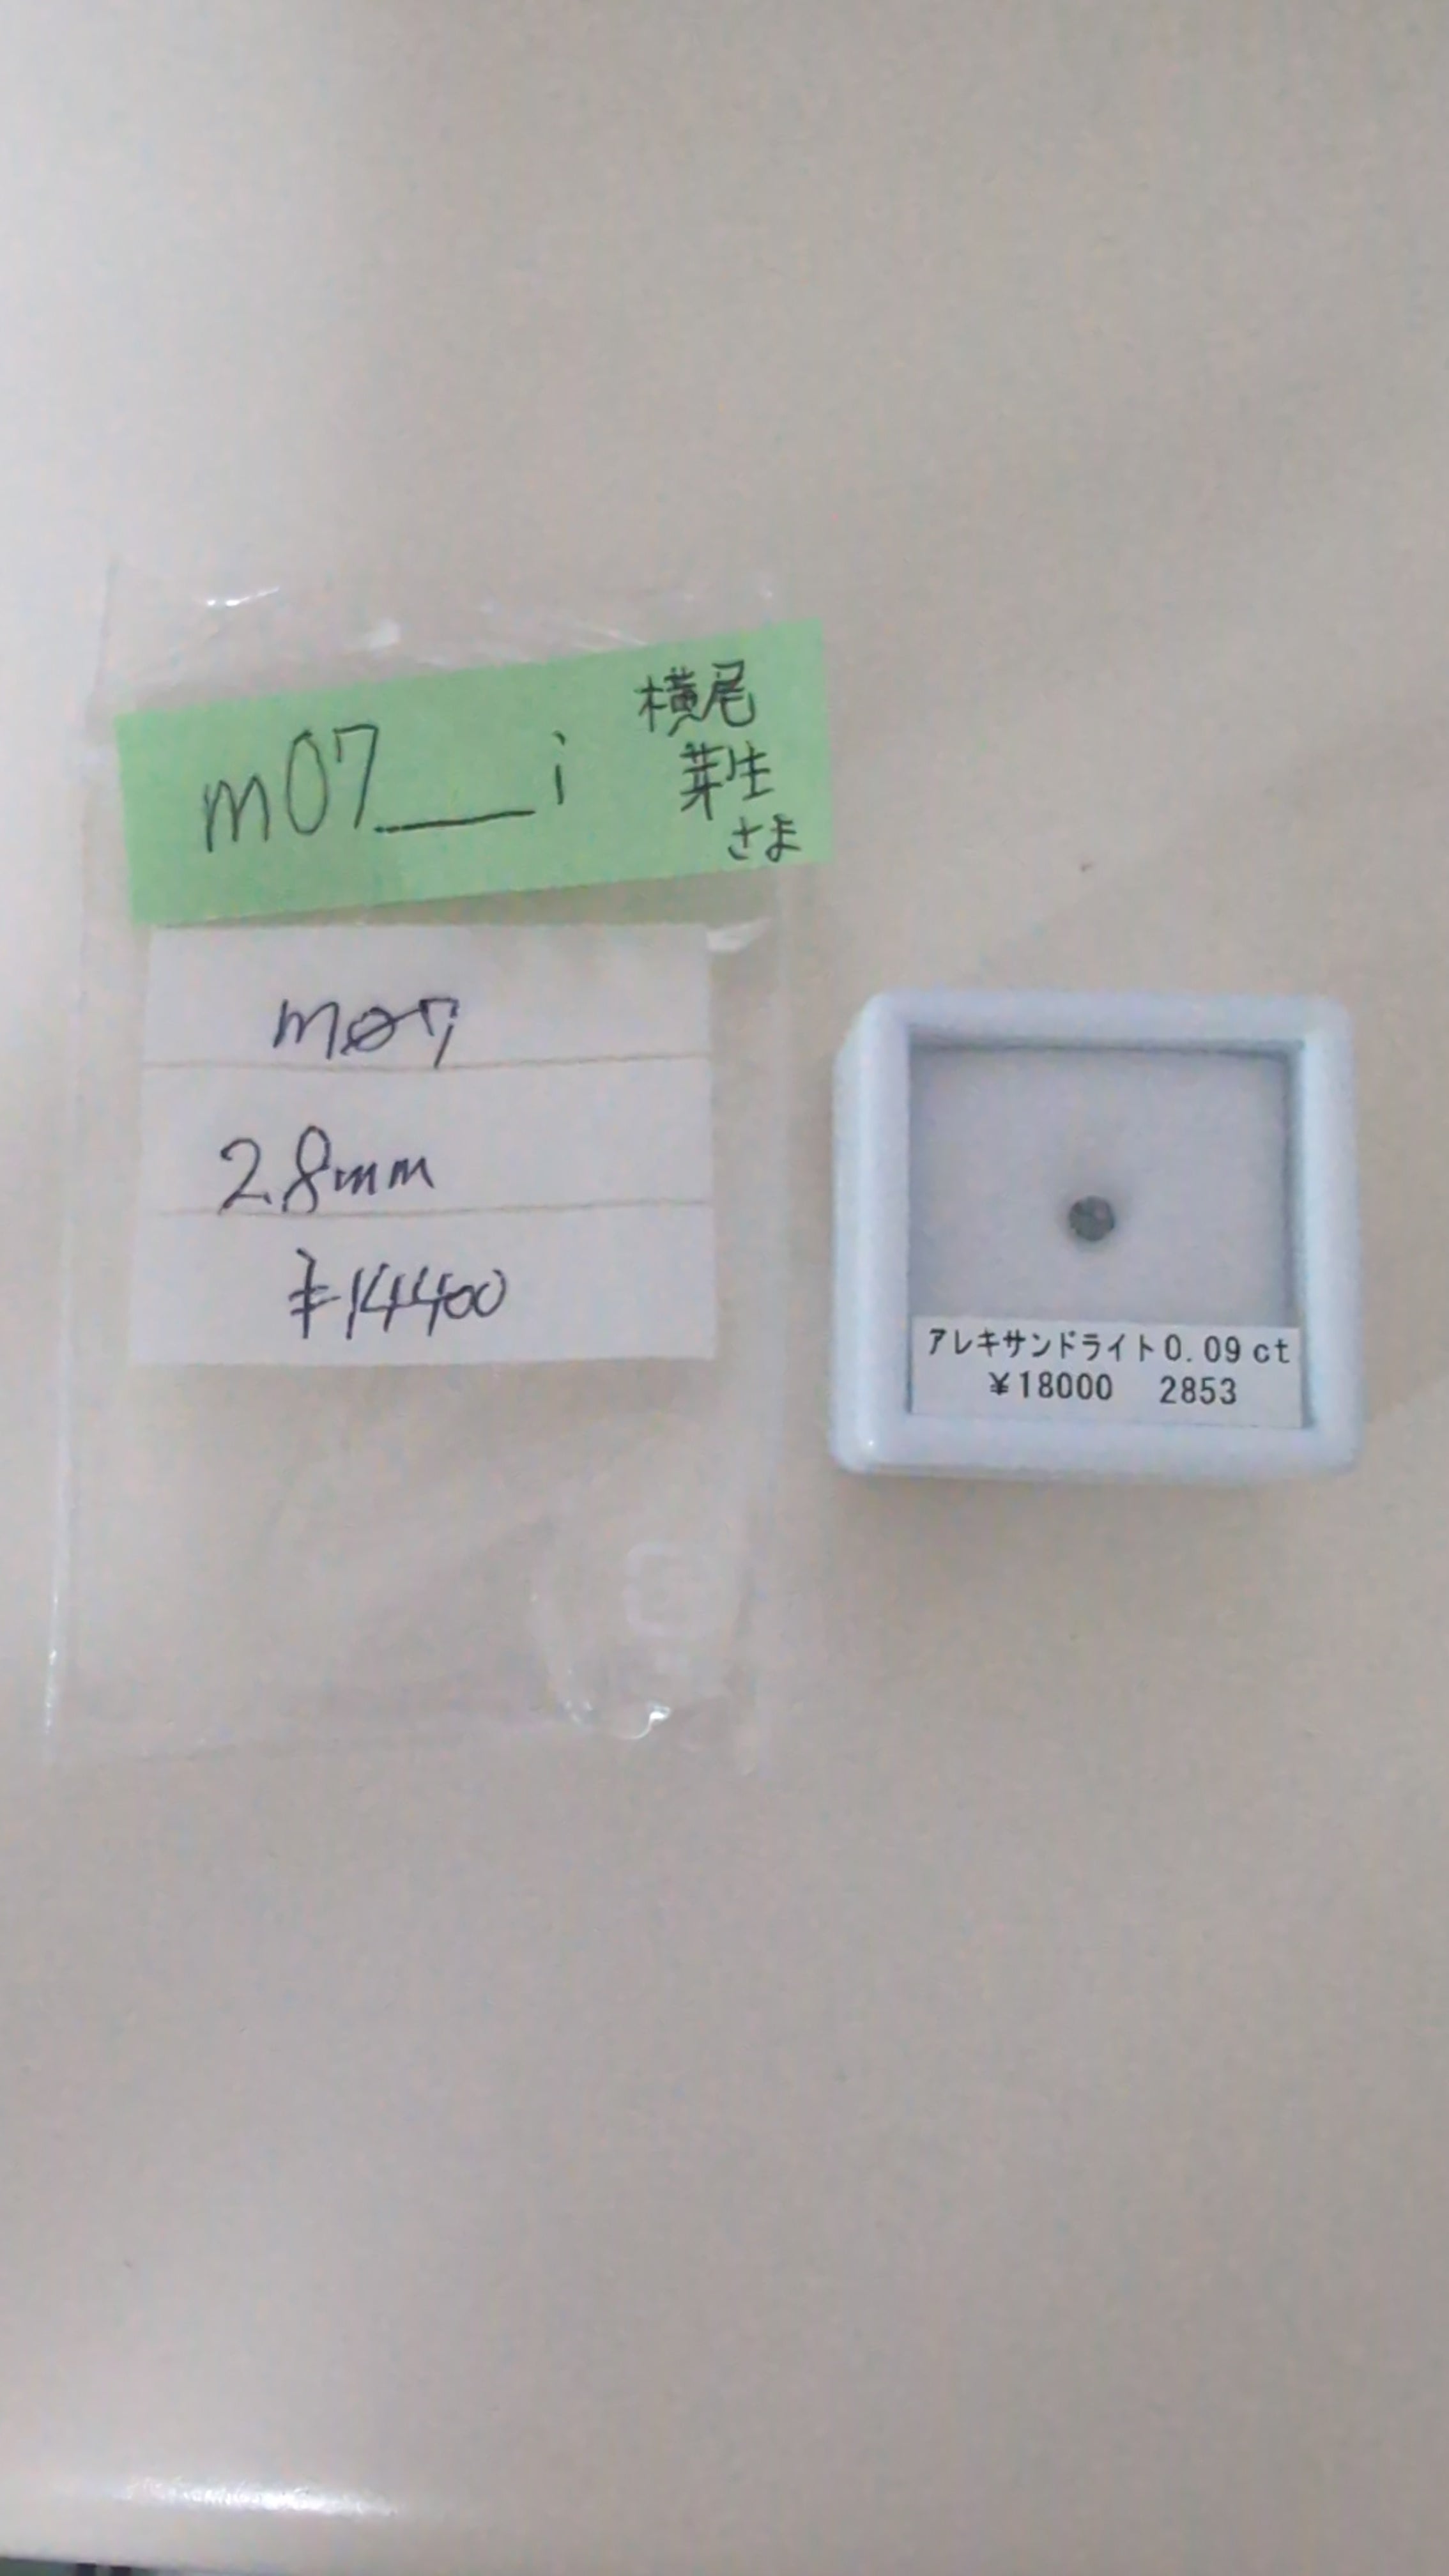 m07__i
横尾
芽生
さま
m07
2.8mm
¥14400
アレキサンドライト0.09ct
¥18000 2853